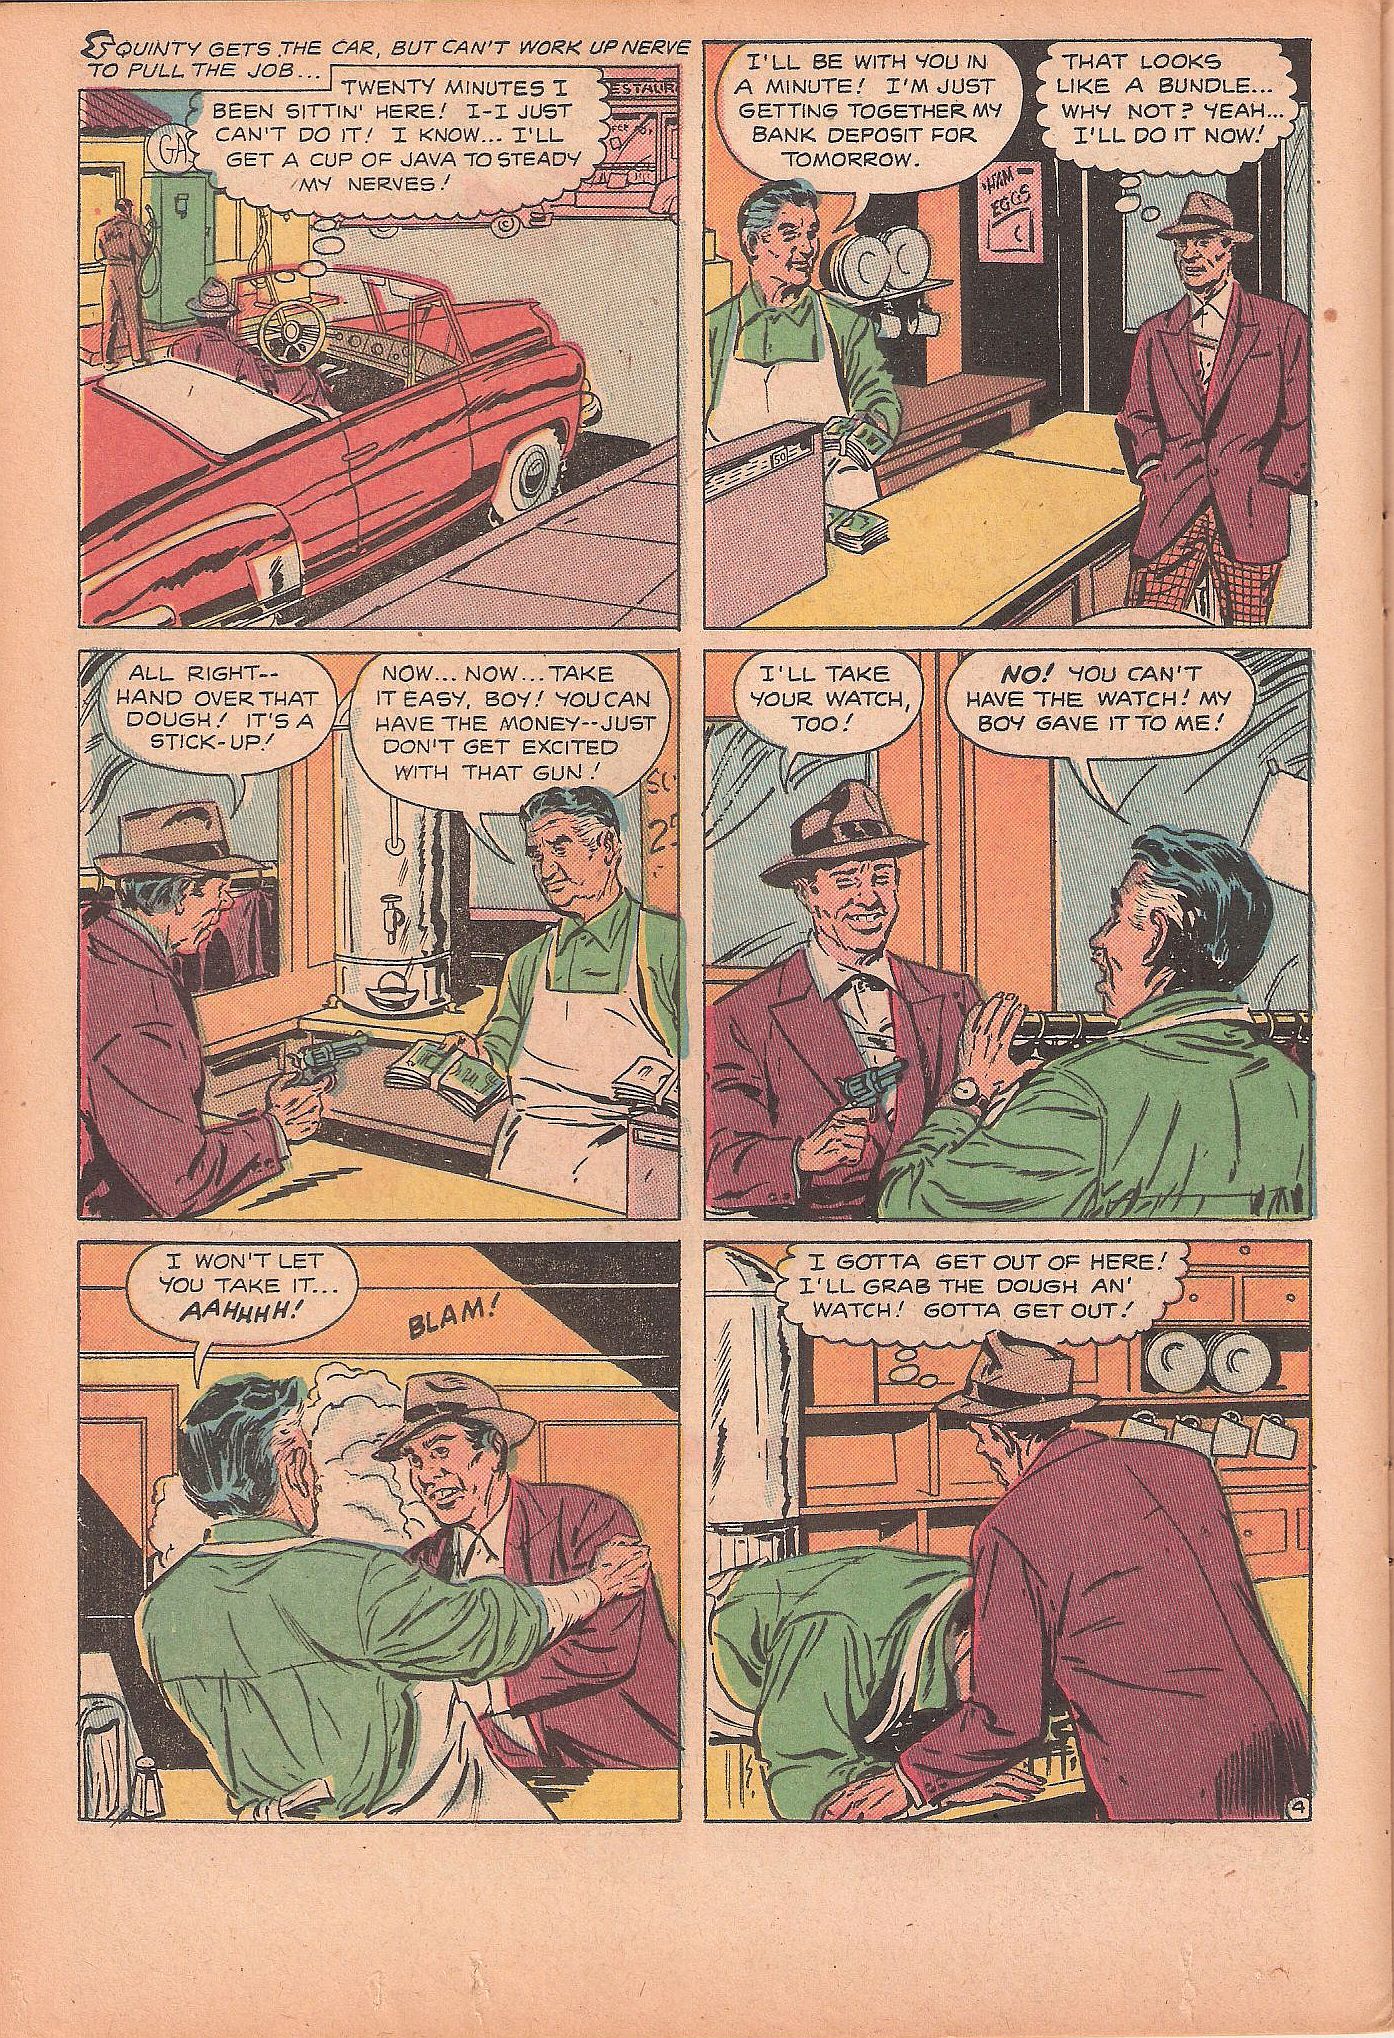 SQUINTY GETS THE CAR, BUT CAN'T WORK UP NERVE
TO PULL THE JOB...
TWENTY MINUTES I
BEEN SITTIN' HERE! I-I JUST
CAN'T DO IT! I KNOW... I'LL
GET A CUP OF JAVA TO STEADY
MY NERVES!
GA
ESTAUR
I'LL BE WITH YOU IN
A MINUTE! I'M JUST
GETTING TOGETHER MY
BANK DEPOSIT FOR
TOMORROW.
THAT LOOKS
LIKE A BUNDLE...
WHY NOT? YEAH...
I'LL DO IT NOW!
HAM
EGGS
50
ALL RIGHT--
HAND OVER THAT
DOUGH! IT'S A
STICK-UP!
NOW... NOW... TAKE
IT EASY, BOY! YOU CAN
HAVE THE MONEY--JUST
DON'T GET EXCITED
WITH THAT GUN!
I'LL TAKE
YOUR WATCH,
TOO!
NO! YOU CAN'T
HAVE THE WATCH! MY
BOY GAVE IT TO ME!
I WON'T LET
YOU TAKE IT...
AAHHHH!
BLAM!
I GOTTA GET OUT OF HERE!
I'LL GRAB THE DOUGH AN'
WATCH! GOTTA GET OUT!
4